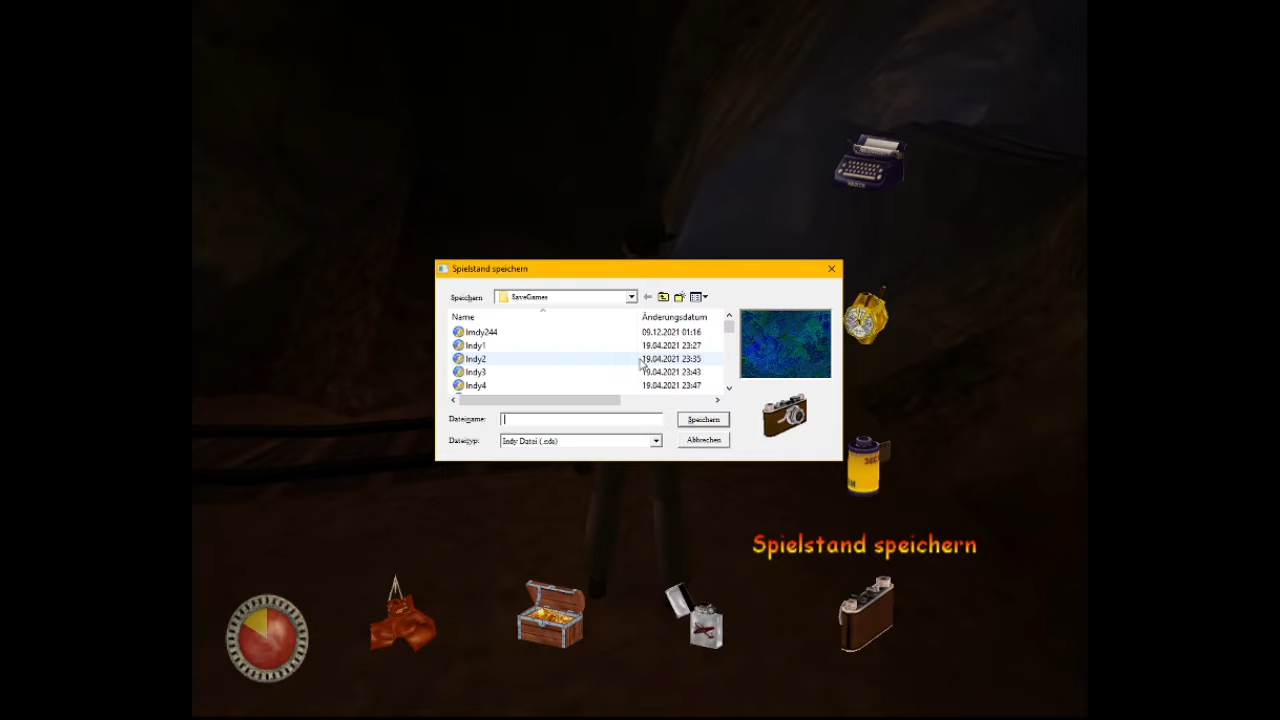 Spielstand speichern
Speichern
SaveGames
Name
Änderungsdatum
Imdy244
09.12.2021 01:16
Indy1
19.04.2021 23:27
Indy2
19.04.2021 23:35
Indy3
19.04.2021 23:43
Indy4
19.04.2021 23:47
Dateiname:
Speichern
Dateityp:
Indy Datei (.nds)
Abbrechen
Spielstand speichern